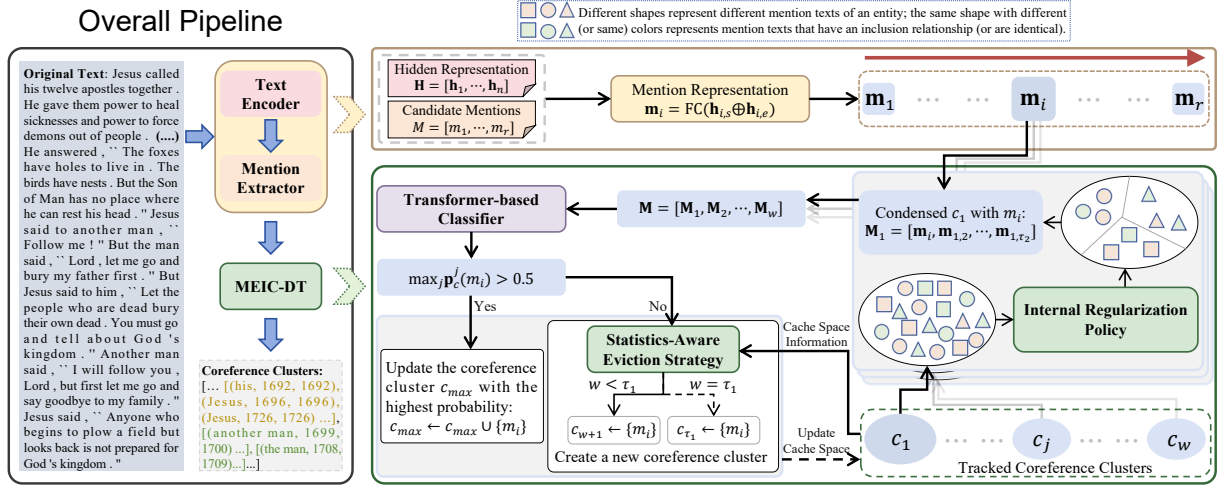 Overall Pipeline
Different shapes represent different mention texts of an entity; the same shape with different
(or same) colors represents mention texts that have an inclusion relationship (or are identical).
Original Text: Jesus called
his twelve apostles together .
He gave them power to heal
sicknesses and power to force
demons out of people . (....)
He answered , `` The foxes
have holes to live in . The
birds have nests . But the Son
of Man has no place where
he can rest his head . '' Jesus
said to another man , ``
Follow me ! '' But the man
said , `` Lord , let me go and
bury my father first . '' But
Jesus said to him , `` Let the
people who are dead bury
their own dead . You must go
and tell about God 's
kingdom . '' Another man
said , `` I will follow you ,
Lord , but first let me go and
say goodbye to my family . ''
Jesus said , `` Anyone who
begins to plow a field but
looks back is not prepared for
God 's kingdom . ''
Text
Encoder
Mention
Extractor
MEIC-DT
Coreference Clusters:
[... [(his, 1692, 1692),
(Jesus, 1696, 1696),
(Jesus, 1726, 1726) ...],
[(another man, 1699,
1700) ...], [(the man, 1708,
1709)...]...]
Hidden Representation
H = [h₁, ⋯, hₙ]
Candidate Mentions
M = [m₁, ⋯, mᵣ]
Mention Representation
mᵢ = FC(hᵢ,ₛ⊕hᵢ,ₑ)
m₁ ⋯ ⋯ mᵢ ⋯ ⋯ mᵣ
Transformer-based
Classifier
M = [M₁, M₂, ⋯, M_w]
Condensed c₁ with mᵢ:
M₁ = [mᵢ, m₁,₂, ⋯, m₁,τ₂]
max_j p_c^j(mᵢ) > 0.5
Yes
No
Update the coreference
cluster c_max with the
highest probability:
c_max ← c_max ∪ {mᵢ}
Statistics-Aware
Eviction Strategy
w < τ₁
w = τ₁
c_{w+1} ← {mᵢ}
c_{τ₁} ← {mᵢ}
Create a new coreference cluster
Cache Space
Information
Update
Cache Space
Internal Regularization
Policy
c₁ ⋯ ⋯ c_j ⋯ c_w
Tracked Coreference Clusters